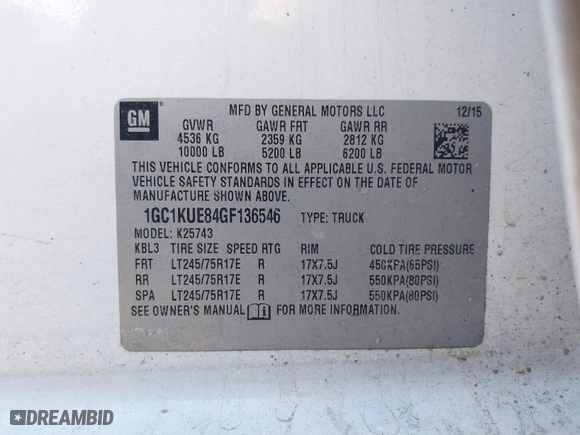 GM
MFD BY GENERAL MOTORS LLC 12/15
GVWR GAWR FRT GAWR RR
4536 KG 2359 KG 2812 KG
10000 LB 5200 LB 6200 LB
THIS VEHICLE CONFORMS TO ALL APPLICABLE U.S. FEDERAL MOTOR
VEHICLE SAFETY STANDARDS IN EFFECT ON THE DATE OF
MANUFACTURE SHOWN ABOVE.
1GC1KUE84GF136546 TYPE: TRUCK
MODEL: K25743
KBL3 TIRE SIZE SPEED RTG RIM COLD TIRE PRESSURE
FRT LT245/75R17E R 17X7.5J 450KPA(65PSI)
RR LT245/75R17E R 17X7.5J 550KPA(80PSI)
SPA LT245/75R17E R 17X7.5J 550KPA(80PSI)
SEE OWNER'S MANUAL FOR MORE INFORMATION.
DREAMBID